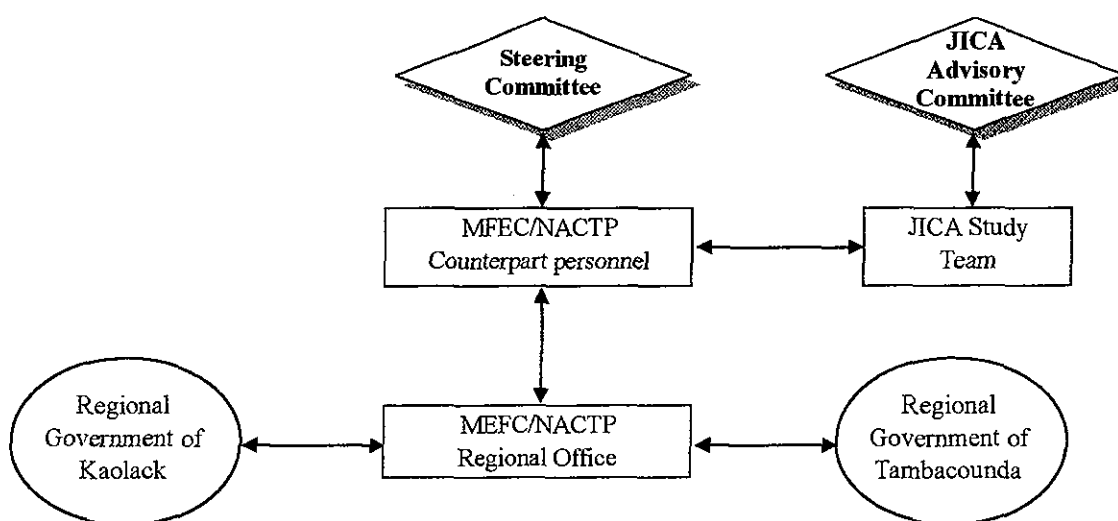 Steering
Committee
JICA
Advisory
Committee
MFEC/NACTP
Counterpart personnel
JICA Study
Team
Regional
Government of
Kaolack
MEFC/NACTP
Regional Office
Regional
Government of
Tambacounda